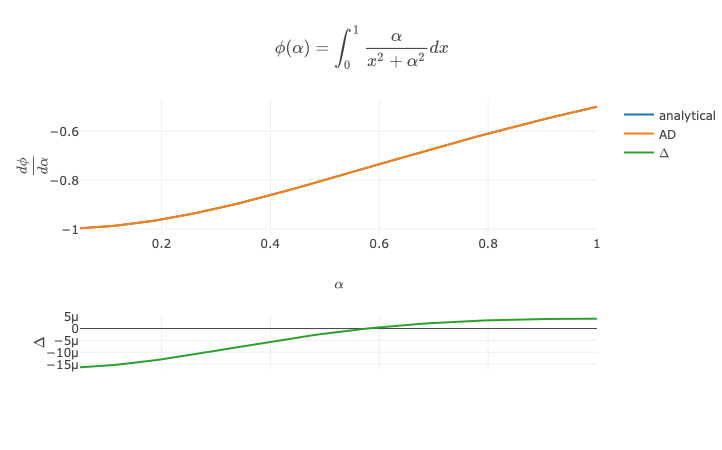 ϕ(α) = ∫₀¹ α / (x² + α²) dx
analytical
AD
Δ
dϕ/dα
−0.6
−0.8
−1
0.2 0.4 0.6 0.8 1
α
Δ
5μ
0
−5μ
−10μ
−15μ